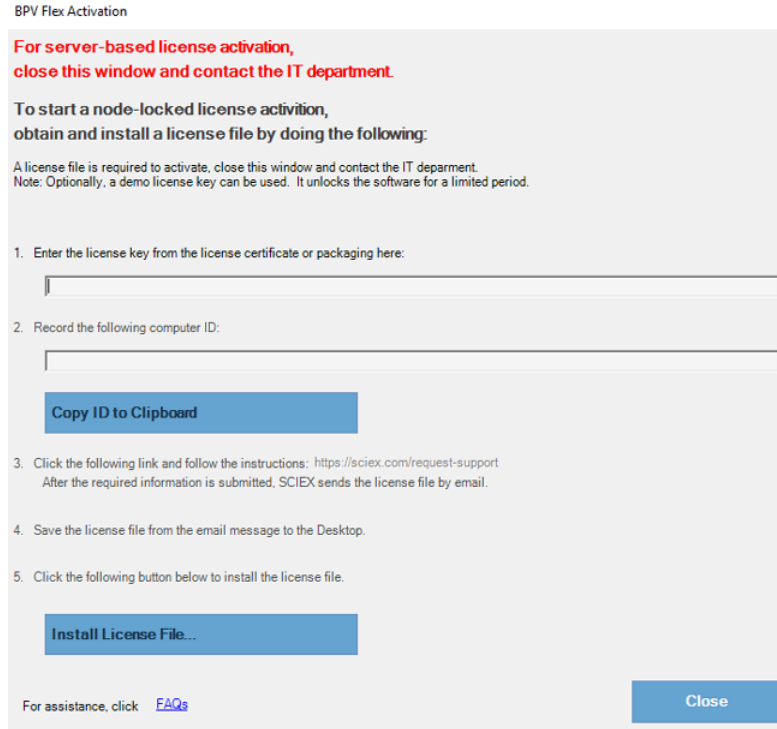 BPV Flex Activation
For server-based license activation,
close this window and contact the IT department.
To start a node-locked license activition,
obtain and install a license file by doing the following:
A license file is required to activate, close this window and contact the IT deparment.
Note: Optionally, a demo license key can be used. It unlocks the software for a limited period.
1. Enter the license key from the license certificate or packaging here:
2. Record the following computer ID:
Copy ID to Clipboard
3. Click the following link and follow the instructions: https://sciex.com/request-support
After the required information is submitted, SCIEX sends the license file by email.
4. Save the license file from the email message to the Desktop.
5. Click the following button below to install the license file.
Install License File...
For assistance, click FAQs
Close